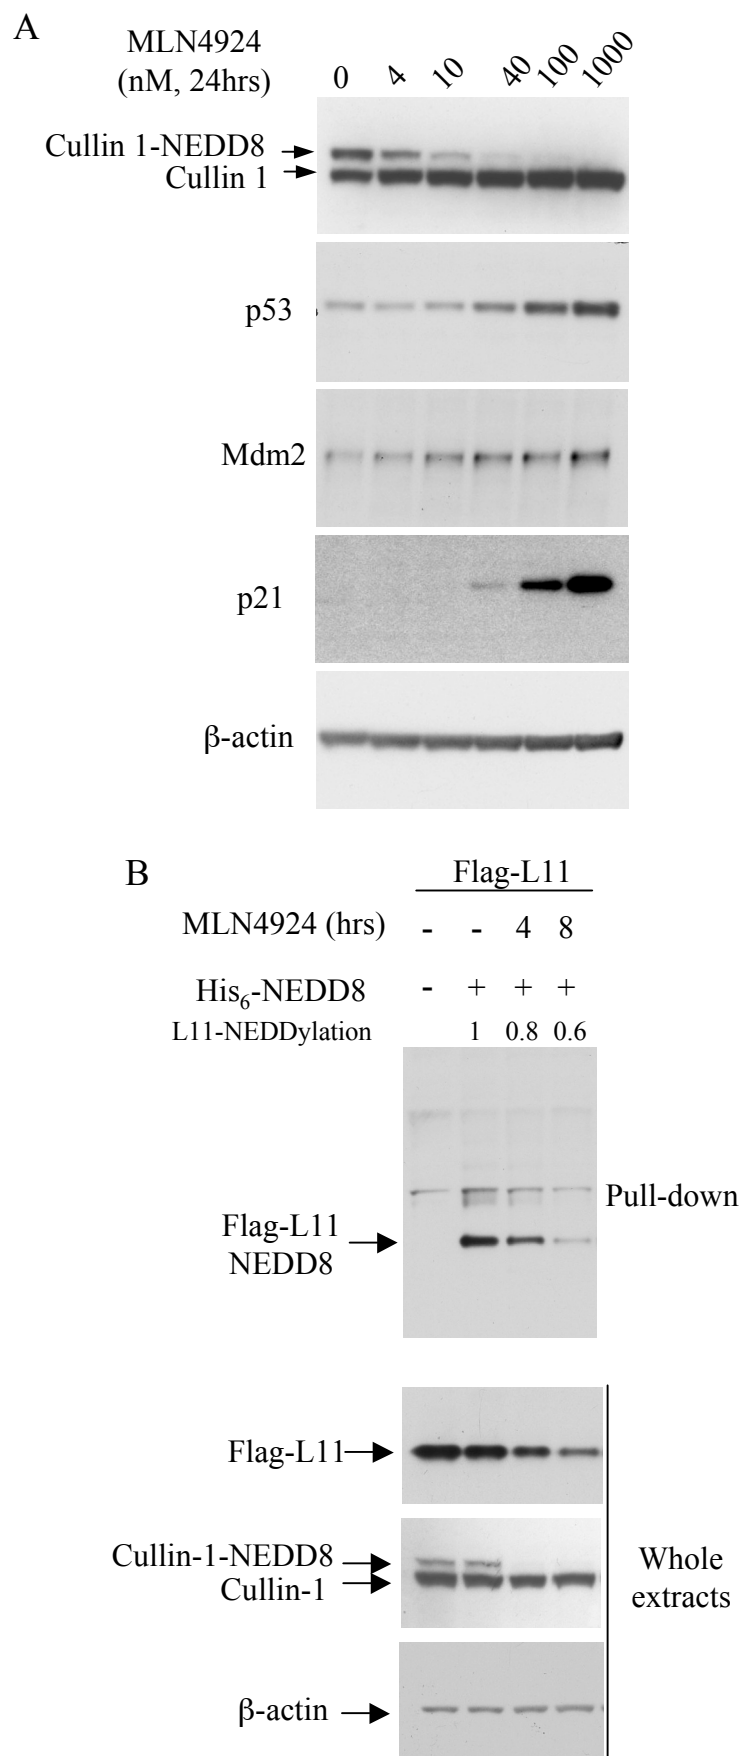 A
MLN4924
(nM, 24hrs)
0 4 10 40 100 1000
Cullin 1-NEDD8
Cullin 1
p53
Mdm2
p21
β-actin
B
Flag-L11
MLN4924 (hrs) - - 4 8
His₆-NEDD8 - + + +
L11-NEDDylation 1 0.8 0.6
Pull-down
Flag-L11
NEDD8
Flag-L11
Cullin-1-NEDD8
Cullin-1
Whole
extracts
β-actin